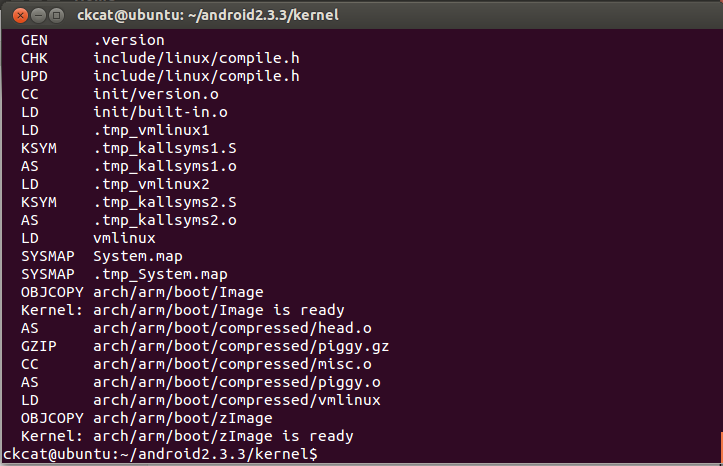 ckcat@ubuntu: ~/android2.3.3/kernel
GEN     .version
CHK     include/linux/compile.h
UPD     include/linux/compile.h
CC      init/version.o
LD      init/built-in.o
LD      .tmp_vmlinux1
KSYM    .tmp_kallsyms1.S
AS      .tmp_kallsyms1.o
LD      .tmp_vmlinux2
KSYM    .tmp_kallsyms2.S
AS      .tmp_kallsyms2.o
LD      vmlinux
SYSMAP  System.map
SYSMAP  .tmp_System.map
OBJCOPY arch/arm/boot/Image
Kernel: arch/arm/boot/Image is ready
AS      arch/arm/boot/compressed/head.o
GZIP    arch/arm/boot/compressed/piggy.gz
CC      arch/arm/boot/compressed/misc.o
AS      arch/arm/boot/compressed/piggy.o
LD      arch/arm/boot/compressed/vmlinux
OBJCOPY arch/arm/boot/zImage
Kernel: arch/arm/boot/zImage is ready
ckcat@ubuntu:~/android2.3.3/kernel$